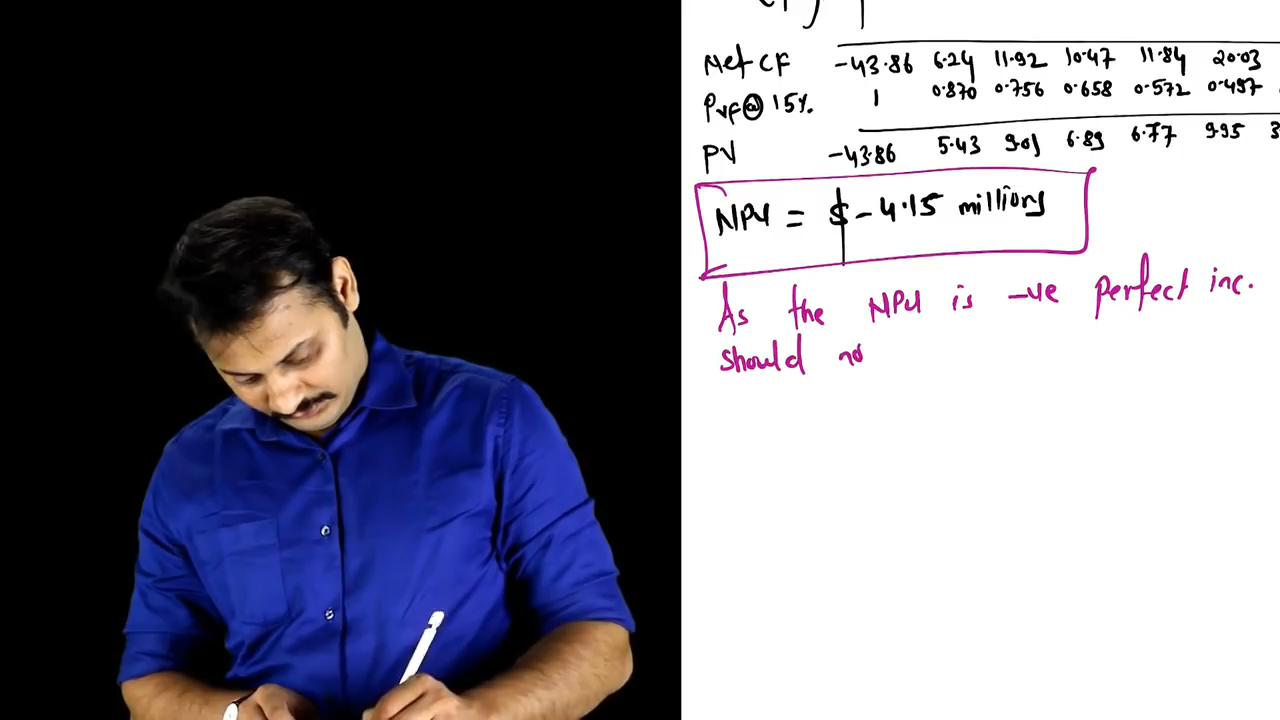 Net CF -43.86 6.24 11.92 10.47 11.84 20.03
Pvf@15%. 1 0.870 0.756 0.658 0.572 0.497
PV -43.86 5.43 9.01 6.89 6.77 9.95 3
NPV = $-4.15 millions
As the NPV is -ve perfect inc.
should no